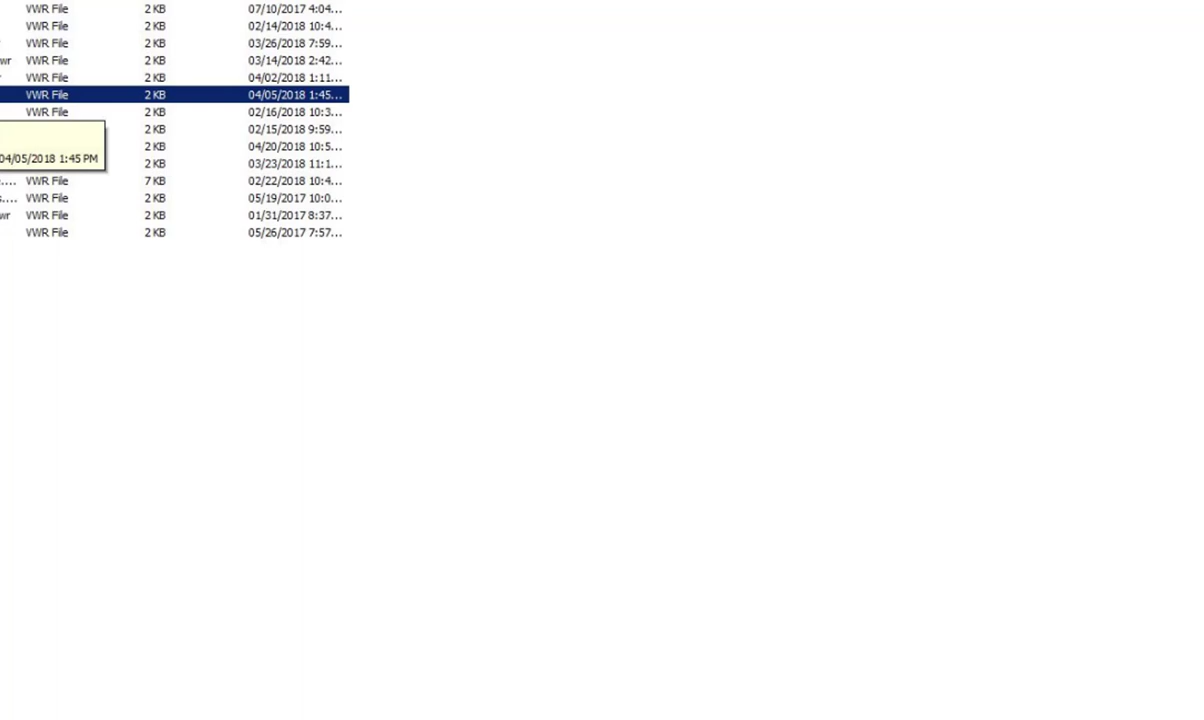 VWR File 2 KB 07/10/2017 4:04...
VWR File 2 KB 02/14/2018 10:4...
VWR File 2 KB 03/26/2018 7:59...
wr VWR File 2 KB 03/14/2018 2:42...
VWR File 2 KB 04/02/2018 1:11...
VWR File 2 KB 04/05/2018 1:45...
VWR File 2 KB 02/16/2018 10:3...
2 KB 02/15/2018 9:59...
2 KB 04/20/2018 10:5...
04/05/2018 1:45 PM 2 KB 03/23/2018 11:1...
.... VWR File 7 KB 02/22/2018 10:4...
s.... VWR File 2 KB 05/19/2017 10:0...
wr VWR File 2 KB 01/31/2017 8:37...
VWR File 2 KB 05/26/2017 7:57...